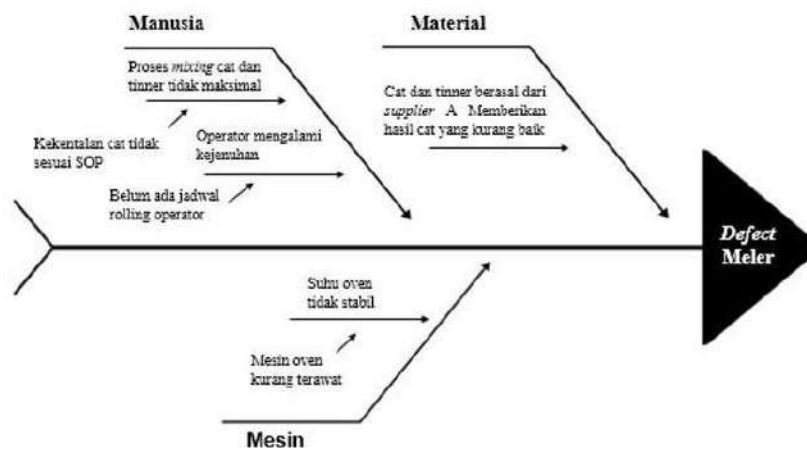 Manusia
Material
Proses mixing cat dan
tinner tidak maksimal
Kekentalan cat tidak
sesuai SOP
Operator mengalami
kejenuhan
Belum ada jadwal
rolling operator
Cat dan tinner berasal dari
supplier A Memberikan
hasil cat yang kurang baik
Defect
Meler
Suhu oven
tidak stabil
Mesin oven
kurang terawat
Mesin